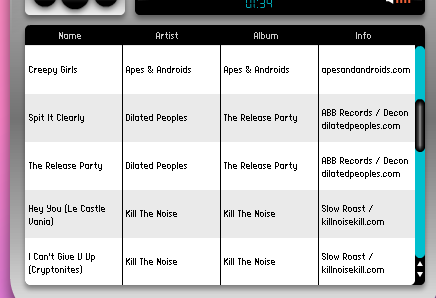 01:34
Name Artist Album Info
Creepy Girls Apes & Androids Apes & Androids apesandandroids.com
Spit It Clearly Dilated Peoples The Release Party ABB Records / Decon
dilatedpeoples.com
The Release Party Dilated Peoples The Release Party ABB Records / Decon
dilatedpeoples.com
Hey You (Le Castle Kill The Noise Kill The Noise Slow Roast /
Vania) killnoisekill.com
I Can't Give U Up Kill The Noise Kill The Noise Slow Roast /
(Cryptonites) killnoisekill.com